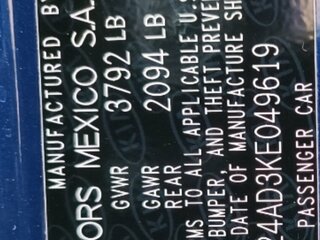 MANUFACTURED BY
ORS MEXICO S.A.
GVWR 3792 LB
GAWR
REAR 2094 LB
MS TO ALL APPLICABLE U.S
BUMPER, AND THEFT PREVE
DATE OF MANUFACTURE SH
4AD3KE049619
PASSENGER CAR